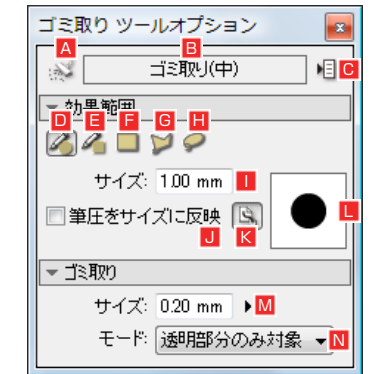 ゴミ取り ツールオプション
A
B
ゴミ取り(中)
C
効果範囲
D E F G H
サイズ: 1.00 mm I
筆圧をサイズに反映
J K L
ゴミ取り
サイズ: 0.20 mm M
モード: 透明部分のみ対象 N